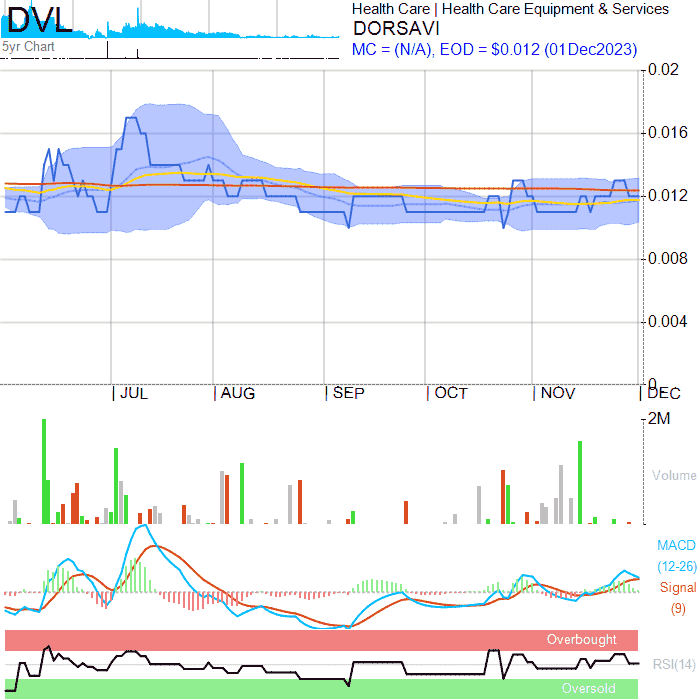 DVL
5yr Chart
Health Care | Health Care Equipment & Services
DORSAVI
MC = (N/A), EOD = $0.012 (01Dec2023)
0.02
0.016
0.012
0.008
0.004
0
JUL AUG SEP OCT NOV DEC
2M
Volume
MACD
(12-26)
Signal
(9)
Overbought
RSI(14)
Oversold